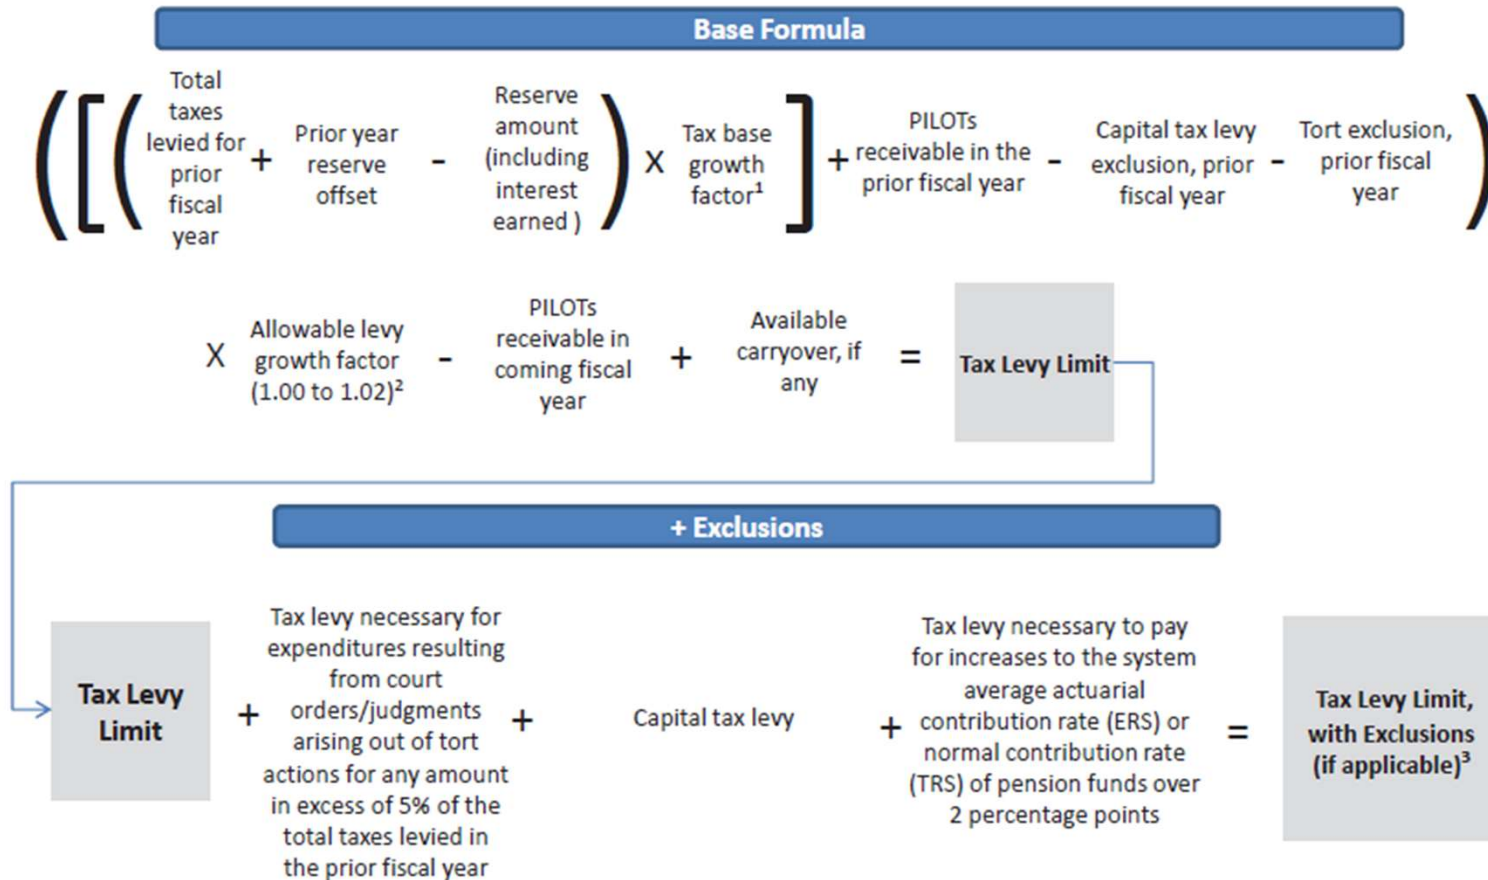 Base Formula
( [ (
Total
taxes
levied for
prior
fiscal
year
+
Prior year
reserve
offset
-
Reserve
amount
(including
interest
earned )
)
X
Tax base
growth
factor¹
]
+
PILOTs
receivable in the
prior fiscal year
-
Capital tax levy
exclusion, prior
fiscal year
-
Tort exclusion,
prior fiscal
year
)
X
Allowable levy
growth factor
(1.00 to 1.02)²
-
PILOTs
receivable in
coming fiscal
year
+
Available
carryover, if
any
=
Tax Levy Limit
+ Exclusions
Tax Levy
Limit
+
Tax levy necessary for
expenditures resulting
from court
orders/judgments
arising out of tort
actions for any amount
in excess of 5% of the
total taxes levied in
the prior fiscal year
+
Capital tax levy
+
Tax levy necessary to pay
for increases to the system
average actuarial
contribution rate (ERS) or
normal contribution rate
(TRS) of pension funds over
2 percentage points
=
Tax Levy Limit,
with Exclusions
(if applicable)³